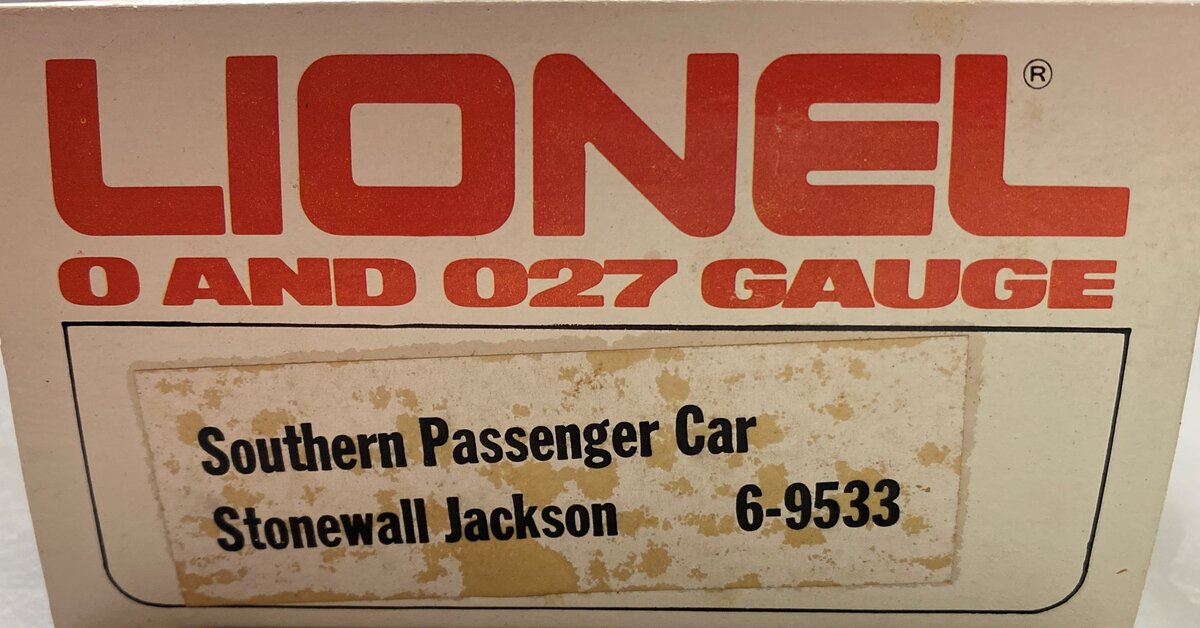 LIONEL®
O AND O27 GAUGE
Southern Passenger Car
Stonewall Jackson 6-9533